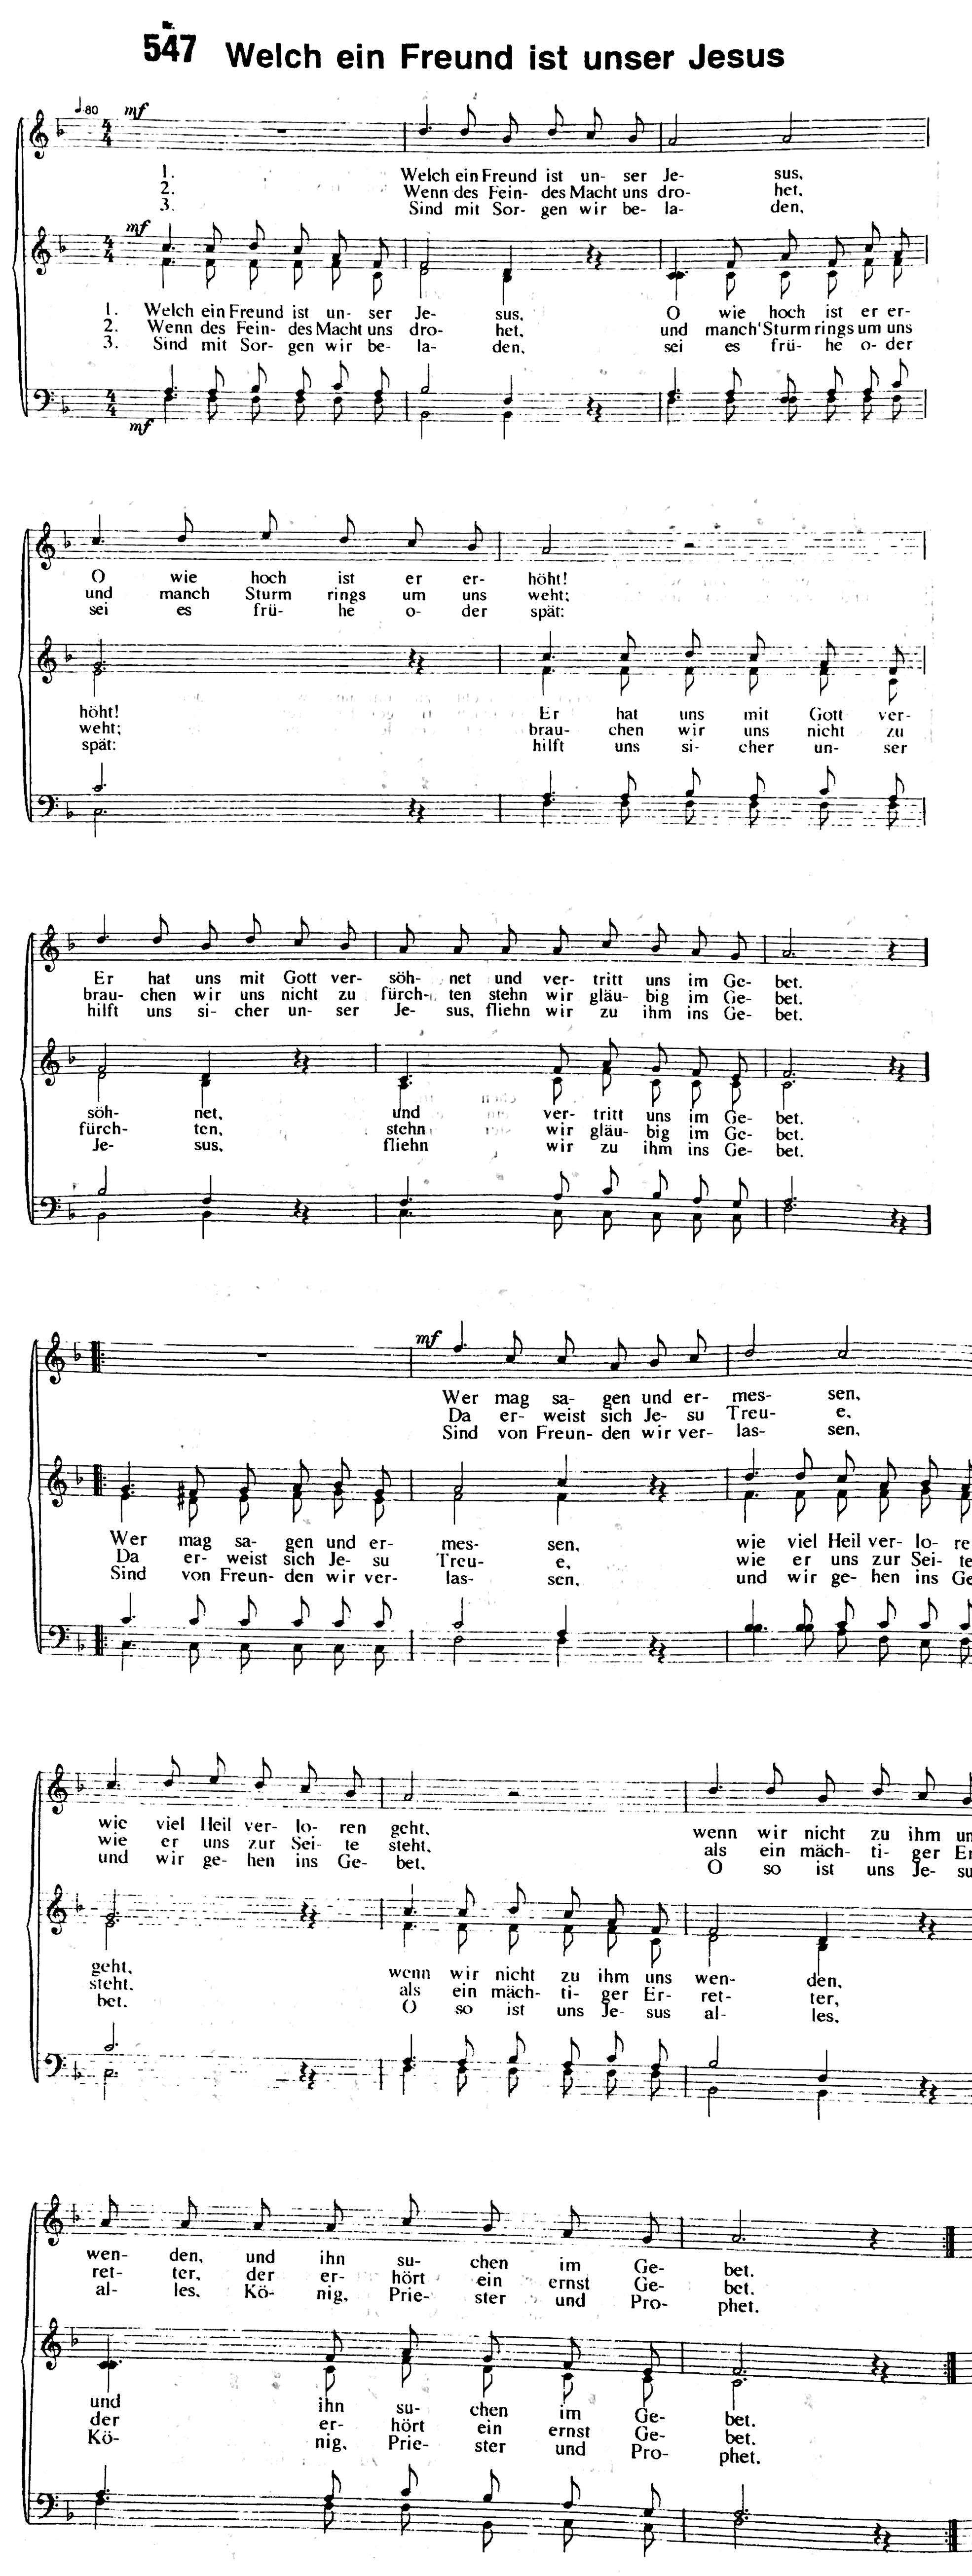 Nr.
547 Welch ein Freund ist unser Jesus
♩-80 mf
1. Welch ein Freund ist un- ser Je- sus,
2. Wenn des Fein- des Macht uns dro- het,
3. Sind mit Sor- gen wir be- la- den,
mf
1. Welch ein Freund ist un- ser Je- sus, O wie hoch ist er er-
2. Wenn des Fein- des Macht uns dro- het, und manch' Sturm rings um uns
3. Sind mit Sor- gen wir be- la- den, sei es frü- he o- der
mf
O wie hoch ist er er- höht!
und manch Sturm rings um uns weht;
sei es frü- he o- der spät:
höht! Er hat uns mit Gott ver-
weht; brau- chen wir uns nicht zu
spät: hilft uns si- cher un- ser
Er hat uns mit Gott ver- söh- net und ver- tritt uns im Ge- bet.
brau- chen wir uns nicht zu fürch- ten stehn wir gläu- big im Ge- bet.
hilft uns si- cher un- ser Je- sus, fliehn wir zu ihm ins Ge- bet.
söh- net, und ver- tritt uns im Ge- bet.
fürch- ten, stehn wir gläu- big im Ge- bet.
Je- sus, fliehn wir zu ihm ins Ge- bet.
mf
Wer mag sa- gen und er- mes- sen,
Da er- weist sich Je- su Treu- e,
Sind von Freun- den wir ver- las- sen,
Wer mag sa- gen und er- mes- sen, wie viel Heil ver- lo- re
Da er- weist sich Je- su Treu- e, wie er uns zur Sei- te
Sind von Freun- den wir ver- las- sen, und wir ge- hen ins Ge
wie viel Heil ver- lo- ren geht, wenn wir nicht zu ihm un
wie er uns zur Sei- te steht, als ein mäch- ti- ger Er
und wir ge- hen ins Ge- bet. O so ist uns Je- su
geht, wenn wir nicht zu ihm uns wen- den,
steht. als ein mäch- ti- ger Er- ret- ter,
bet. O so ist uns Je- sus al- les,
wen- den, und ihn su- chen im Ge- bet.
ret- ter, der er- hört ein ernst Ge- bet.
al- les, Kö- nig, Prie- ster und Pro- phet.
und ihn su- chen im Ge- bet.
der er- hört ein ernst Ge- bet.
Kö- nig, Prie- ster und Pro- phet.